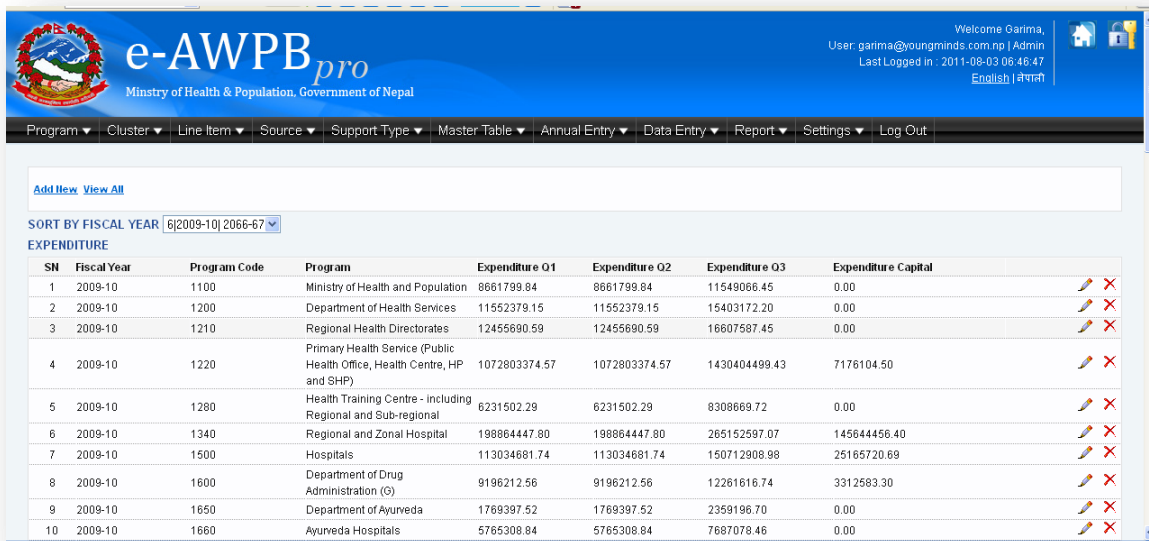 e-AWPB pro
Minstry of Health & Population, Government of Nepal
Welcome Garima,
User: garima@youngminds.com.np | Admin
Last Logged in : 2011-08-03 06:46:47
English | नेपाली
Program ▼ Cluster ▼ Line Item ▼ Source ▼ Support Type ▼ Master Table ▼ Annual Entry ▼ Data Entry ▼ Report ▼ Settings ▼ Log Out
Add New View All
SORT BY FISCAL YEAR 6|2009-10| 2066-67
EXPENDITURE
SN Fiscal Year Program Code Program Expenditure Q1 Expenditure Q2 Expenditure Q3 Expenditure Capital
1 2009-10 1100 Ministry of Health and Population 8661799.84 8661799.84 11549066.45 0.00
2 2009-10 1200 Department of Health Services 11552379.15 11552379.15 15403172.20 0.00
3 2009-10 1210 Regional Health Directorates 12455690.59 12455690.59 16607587.45 0.00
Primary Health Service (Public
4 2009-10 1220 Health Office, Health Centre, HP 1072803374.57 1072803374.57 1430404499.43 7176104.50
and SHP)
Health Training Centre - including
5 2009-10 1280 Regional and Sub-regional 6231502.29 6231502.29 8308669.72 0.00
6 2009-10 1340 Regional and Zonal Hospital 198864447.80 198864447.80 265152597.07 145644456.40
7 2009-10 1500 Hospitals 113034681.74 113034681.74 150712908.98 25165720.69
Department of Drug
8 2009-10 1600 Administration (G) 9196212.56 9196212.56 12261616.74 3312583.30
9 2009-10 1650 Department of Ayurveda 1769397.52 1769397.52 2359196.70 0.00
10 2009-10 1660 Ayurveda Hospitals 5765308.84 5765308.84 7687078.46 0.00